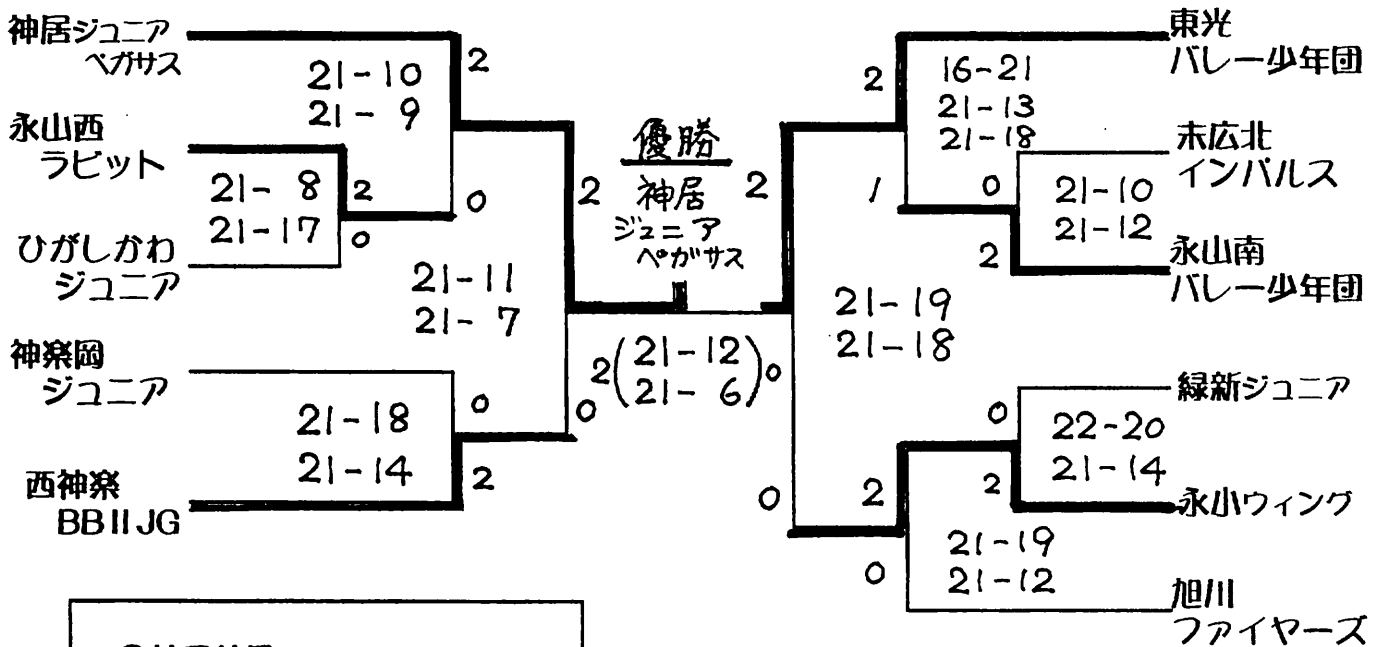 神居ジュニア
ペガサス
2
21-10
21- 9
永山西
ラビット
21- 8
21-17
2
0
0
ひがしかわ
ジュニア
21-11
21- 7
2
神楽岡
ジュニア
21-18
21-14
0
2
0
西神楽
BBⅡJG
優勝
神居
ジュニア
ペガサス
2(21-12
21- 6)0
東光
バレー少年団
2
16-21
21-13
21-18
2
1
末広北
インパルス
0
21-10
21-12
2
永山南
バレー少年団
21-19
21-18
緑新ジュニア
0
22-20
21-14
2
永小ウィング
0
2
0
21-19
21-12
旭川
ファイヤーズ